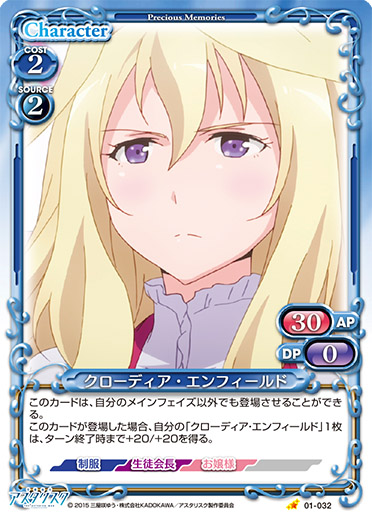 Precious Memories
Character
COST
2
SOURCE
2
30 AP
DP 0
クローディア・エンフィールド
このカードは、自分のメインフェイズ以外でも登場させることができ
る。
このカードが登場した場合、自分の「クローディア・エンフィールド」1枚
は、ターン終了時まで+20/+20を得る。
制服 生徒会長 お嬢様
アスタリスク
© 2015 三屋咲ゆう・株式会社KADOKAWA／アスタリスク製作委員会
01-032